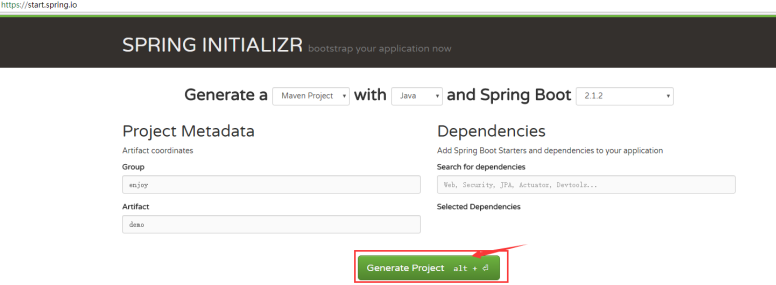 https://start.spring.io
SPRING INITIALIZR bootstrap your application now
Generate a Maven Project with Java and Spring Boot 2.1.2
Project Metadata
Artifact coordinates
Group
enjoy
Artifact
demo
Dependencies
Add Spring Boot Starters and dependencies to your application
Search for dependencies
Web, Security, JPA, Actuator, Devtools...
Selected Dependencies
Generate Project alt + ⏎